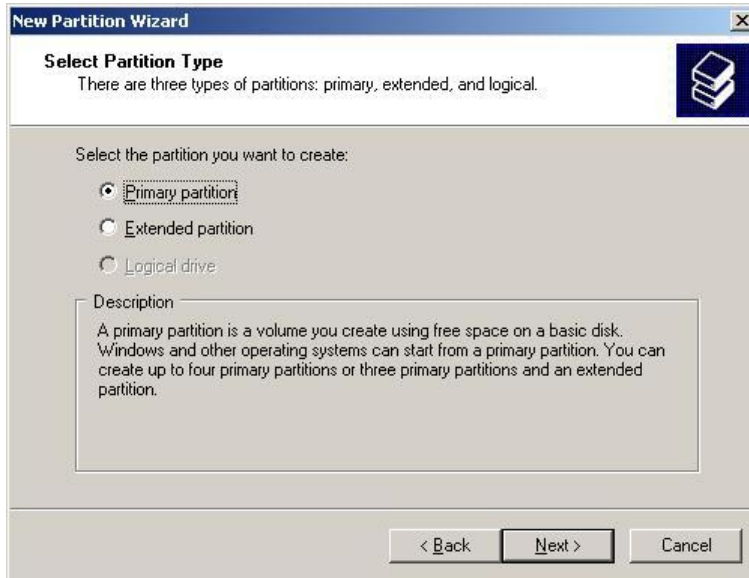 New Partition Wizard
Select Partition Type
There are three types of partitions: primary, extended, and logical.
Select the partition you want to create:
Primary partition
Extended partition
Logical drive
Description
A primary partition is a volume you create using free space on a basic disk.
Windows and other operating systems can start from a primary partition. You can
create up to four primary partitions or three primary partitions and an extended
partition.
< Back
Next >
Cancel